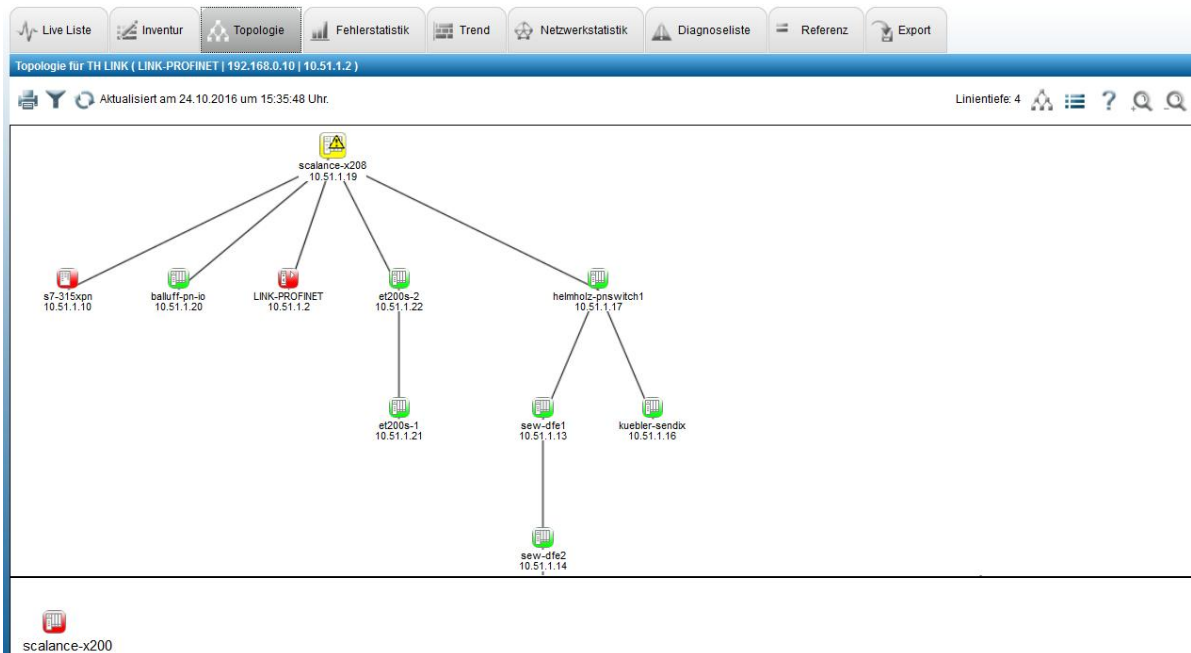 Live Liste
Inventur
Topologie
Fehlerstatistik
Trend
Netzwerkstatistik
Diagnoseliste
Referenz
Export
Topologie für TH LINK ( LINK-PROFINET | 192.168.0.10 | 10.51.1.2 )
Aktualisiert am 24.10.2016 um 15:35:48 Uhr.
Linientiefe: 4
scalance-x208
10.51.1.19
s7-315xpn
10.51.1.10
balluff-pn-io
10.51.1.20
LINK-PROFINET
10.51.1.2
et200s-2
10.51.1.22
helmholz-pnswitch1
10.51.1.17
et200s-1
10.51.1.21
sew-dfe1
10.51.1.13
kuebler-sendix
10.51.1.16
sew-dfe2
10.51.1.14
scalance-x200